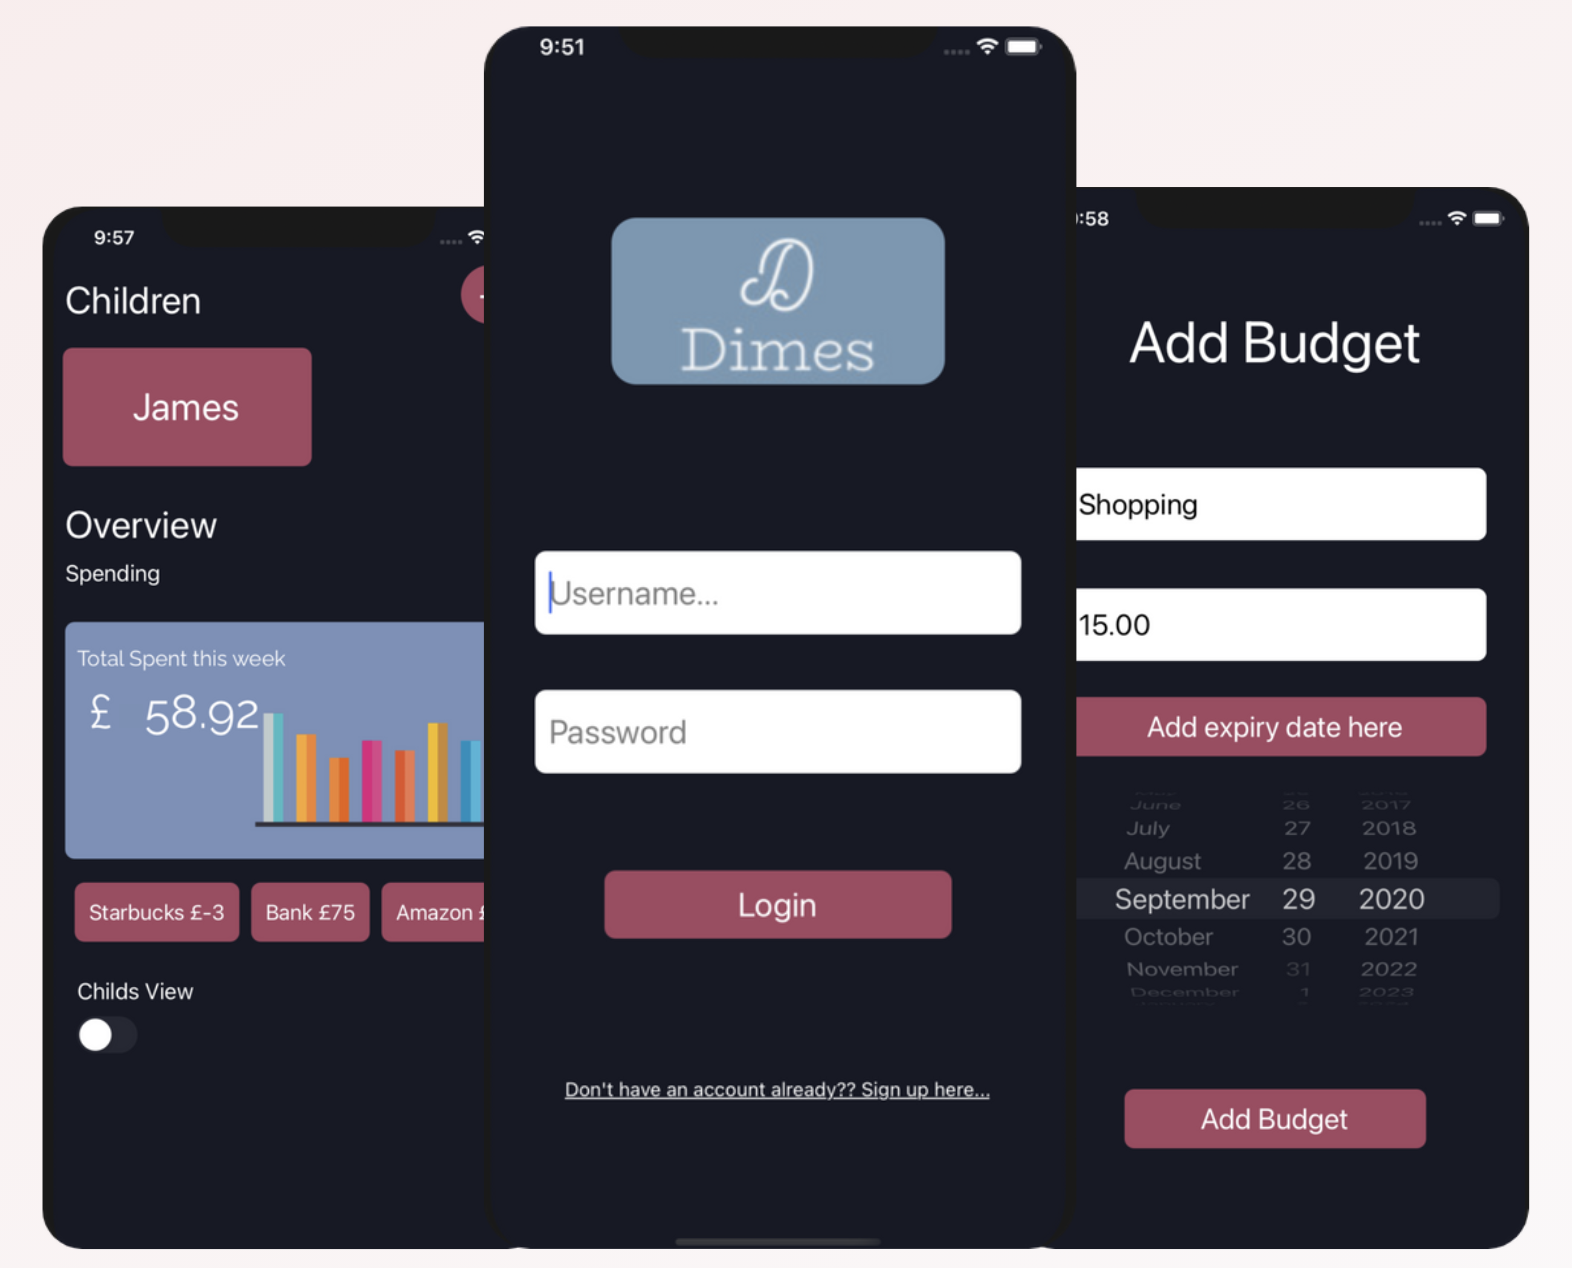 9:57
Children
James
Overview
Spending
Total Spent this week
£ 58.92
Starbucks £-3
Bank £75
Amazon £
Childs View
9:51
D
Dimes
Username...
Password
Login
Don't have an account already?? Sign up here...
:58
Add Budget
Shopping
15.00
Add expiry date here
June 26 2017
July 27 2018
August 28 2019
September 29 2020
October 30 2021
November 31 2022
December 1 2023
Add Budget